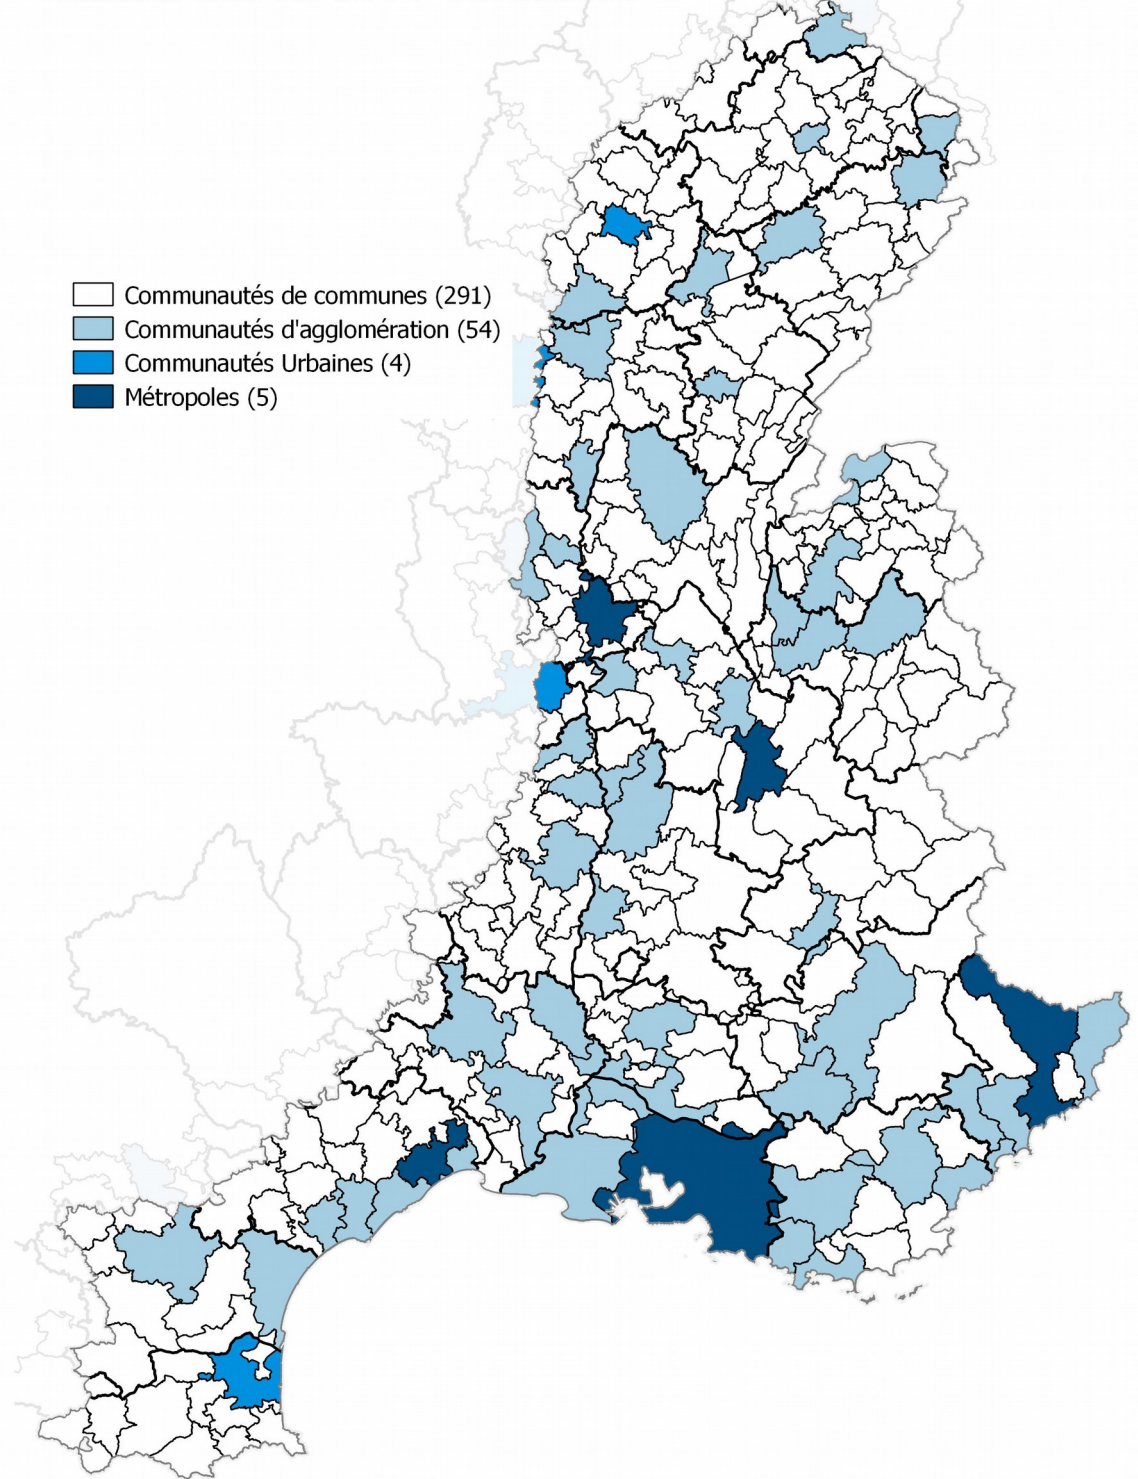 Communautés de communes (291)
Communautés d'agglomération (54)
Communautés Urbaines (4)
Métropoles (5)